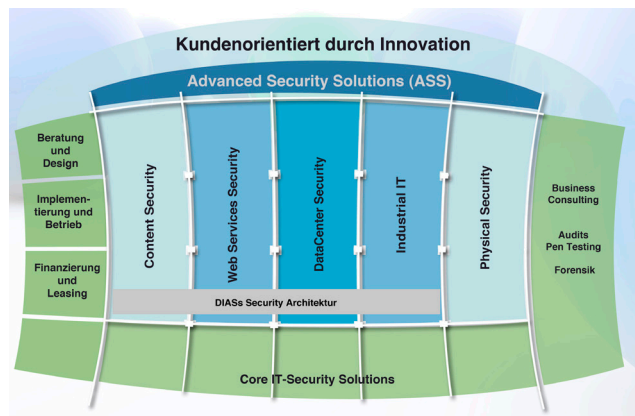 Kundenorientiert durch Innovation
Advanced Security Solutions (ASS)
Beratung
und
Design
Implemen-
tierung und
Betrieb
Finanzierung
und
Leasing
Content Security
Web Services Security
DataCenter Security
Industrial IT
Physical Security
Business
Consulting
Audits
Pen Testing
Forensik
DIASs Security Architektur
Core IT-Security Solutions